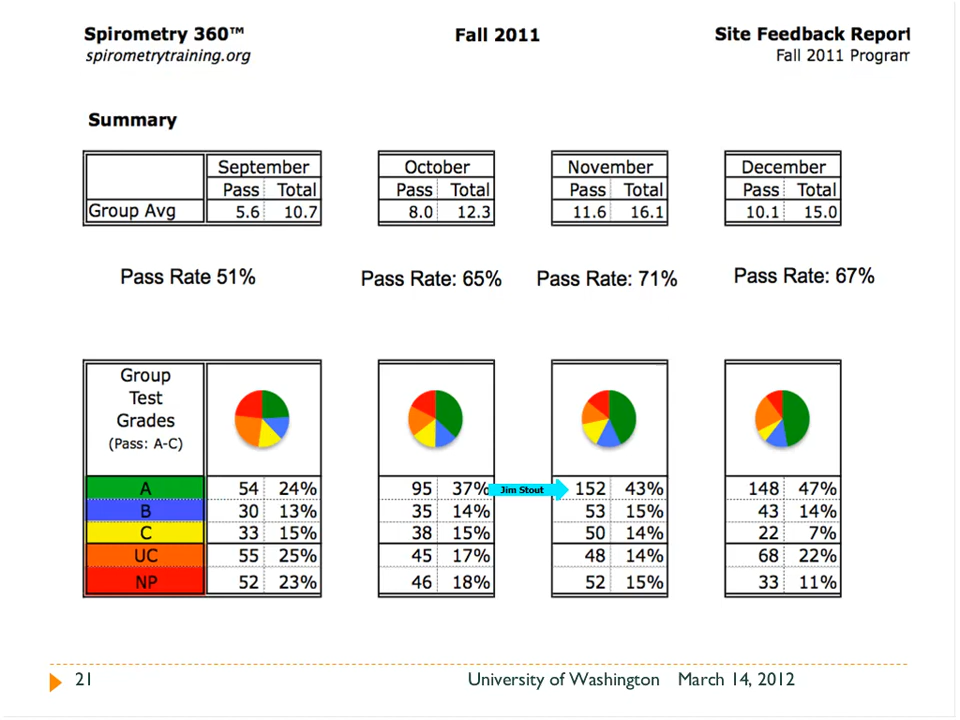 Spirometry 360™ Fall 2011 Site Feedback Report
spirometrytraining.org Fall 2011 Program
Summary
September October November December
Pass Total Pass Total Pass Total Pass Total
Group Avg 5.6 10.7 8.0 12.3 11.6 16.1 10.1 15.0
Pass Rate 51% Pass Rate: 65% Pass Rate: 71% Pass Rate: 67%
Group
Test
Grades
(Pass: A-C)
A 54 24% 95 37% Jim Stout 152 43% 148 47%
B 30 13% 35 14% 53 15% 43 14%
C 33 15% 38 15% 50 14% 22 7%
UC 55 25% 45 17% 48 14% 68 22%
NP 52 23% 46 18% 52 15% 33 11%
21 University of Washington March 14, 2012